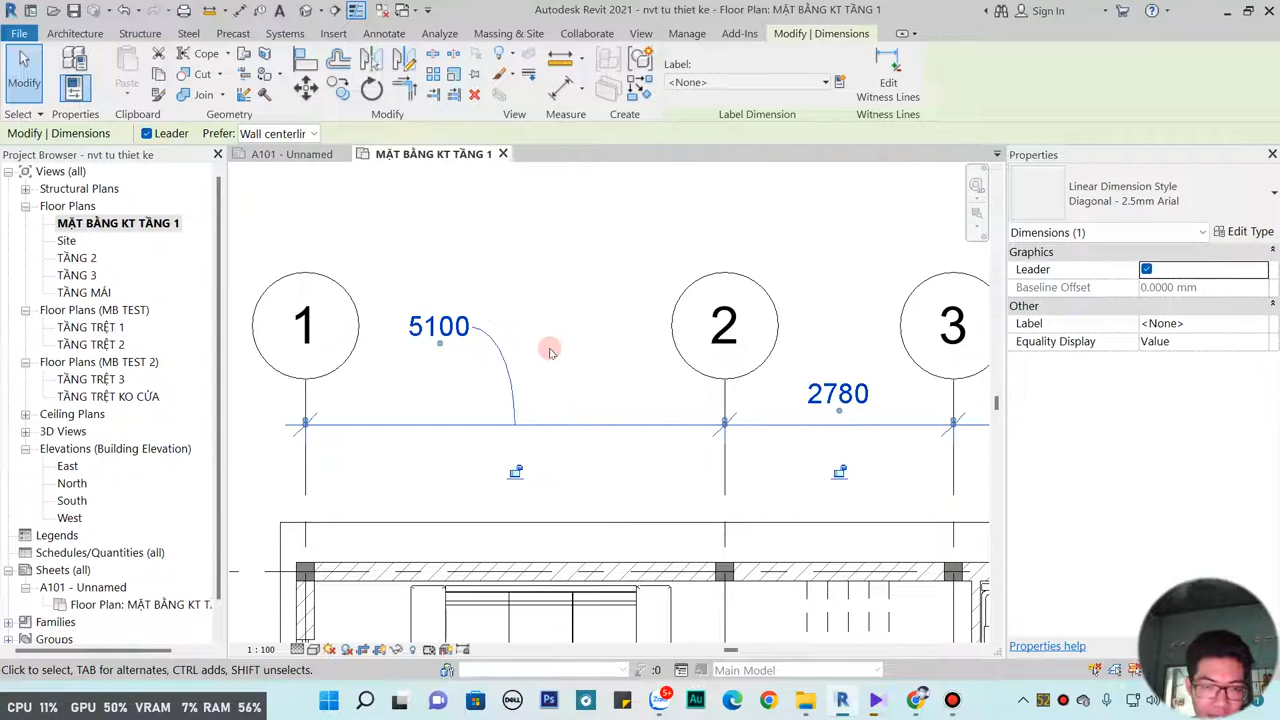 Autodesk Revit 2021 - nvt tu thiet ke - Floor Plan: MẶT BẰNG KT TẦNG 1
Sign In
File Architecture Structure Steel Precast Systems Insert Annotate Analyze Massing & Site Collaborate View Manage Add-Ins Modify | Dimensions
Modify
Paste
Cope
Cut
Join
Label:
<None>
Edit
Witness Lines
Select Properties Clipboard Geometry Modify View Measure Create Label Dimension Witness Lines
Modify | Dimensions Leader Prefer: Wall centerlir
Project Browser - nvt tu thiet ke
A101 - Unnamed
MẶT BẰNG KT TẦNG 1
Views (all)
Structural Plans
Floor Plans
MẶT BẰNG KT TẦNG 1
Site
TẦNG 2
TẦNG 3
TẦNG MÁI
Floor Plans (MB TEST)
TẦNG TRỆT 1
TẦNG TRỆT 2
Floor Plans (MB TEST 2)
TẦNG TRỆT 3
TẦNG TRỆT KO CỬA
Ceiling Plans
3D Views
Elevations (Building Elevation)
East
North
South
West
Legends
Schedules/Quantities (all)
Sheets (all)
A101 - Unnamed
Floor Plan: MẶT BẰNG KT T
Families
Groups
1
5100
2
3
2780
1 : 100
Properties
Linear Dimension Style
Diagonal - 2.5mm Arial
Dimensions (1)
Edit Type
Graphics
Leader
Baseline Offset 0.0000 mm
Other
Label <None>
Equality Display Value
Properties help
Click to select, TAB for alternates, CTRL adds, SHIFT unselects.
:0
Main Model
CPU 11% GPU 50% VRAM 7% RAM 56%
DELL
Ps
Zalo
5+
Au
R
52